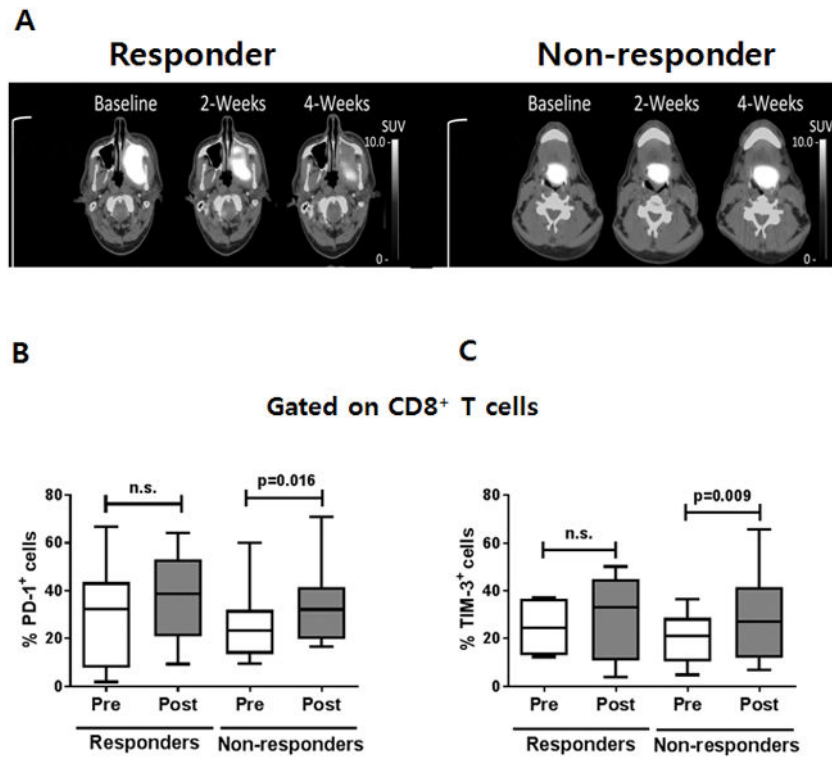 A
Responder
Non-responder
Baseline 2-Weeks 4-Weeks
SUV
10.0 -
0 -
Baseline 2-Weeks 4-Weeks
SUV
10.0 -
0 -
B
C
Gated on CD8⁺ T cells
% PD-1⁺ cells
80
60
40
20
0
n.s.
p=0.016
Pre Post Pre Post
Responders Non-responders
% TIM-3⁺ cells
80
60
40
20
0
n.s.
p=0.009
Pre Post Pre Post
Responders Non-responders